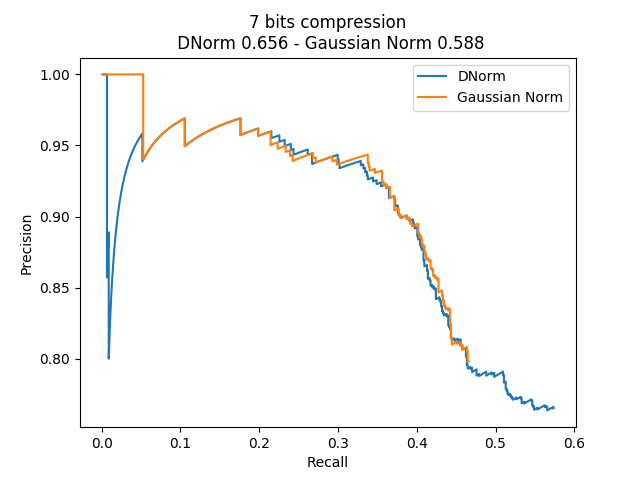 7 bits compression
DNorm 0.656 - Gaussian Norm 0.588
DNorm
Gaussian Norm
Precision
1.00
0.95
0.90
0.85
0.80
0.0 0.1 0.2 0.3 0.4 0.5 0.6
Recall